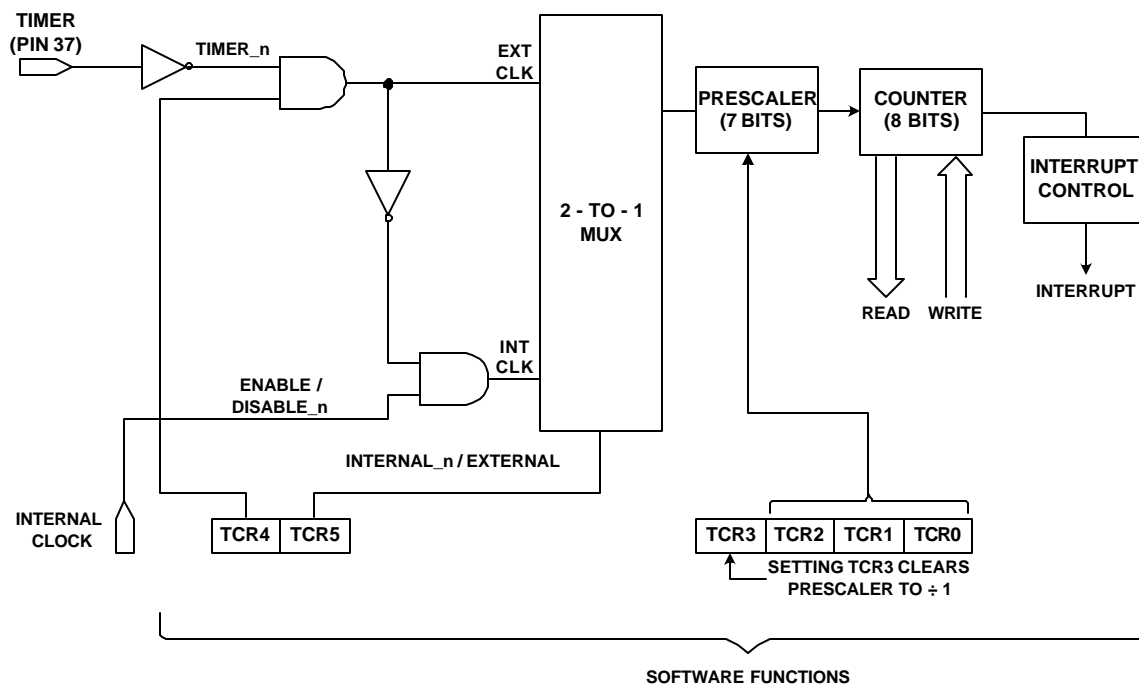 TIMER
(PIN 37)
TIMER_n
EXT
CLK
PRESCALER
(7 BITS)
COUNTER
(8 BITS)
INTERRUPT
CONTROL
2 - TO - 1
MUX
INTERRUPT
READ
WRITE
INT
CLK
ENABLE /
DISABLE_n
INTERNAL_n / EXTERNAL
INTERNAL
CLOCK
TCR4
TCR5
TCR3
TCR2
TCR1
TCR0
SETTING TCR3 CLEARS
PRESCALER TO ÷ 1
SOFTWARE FUNCTIONS